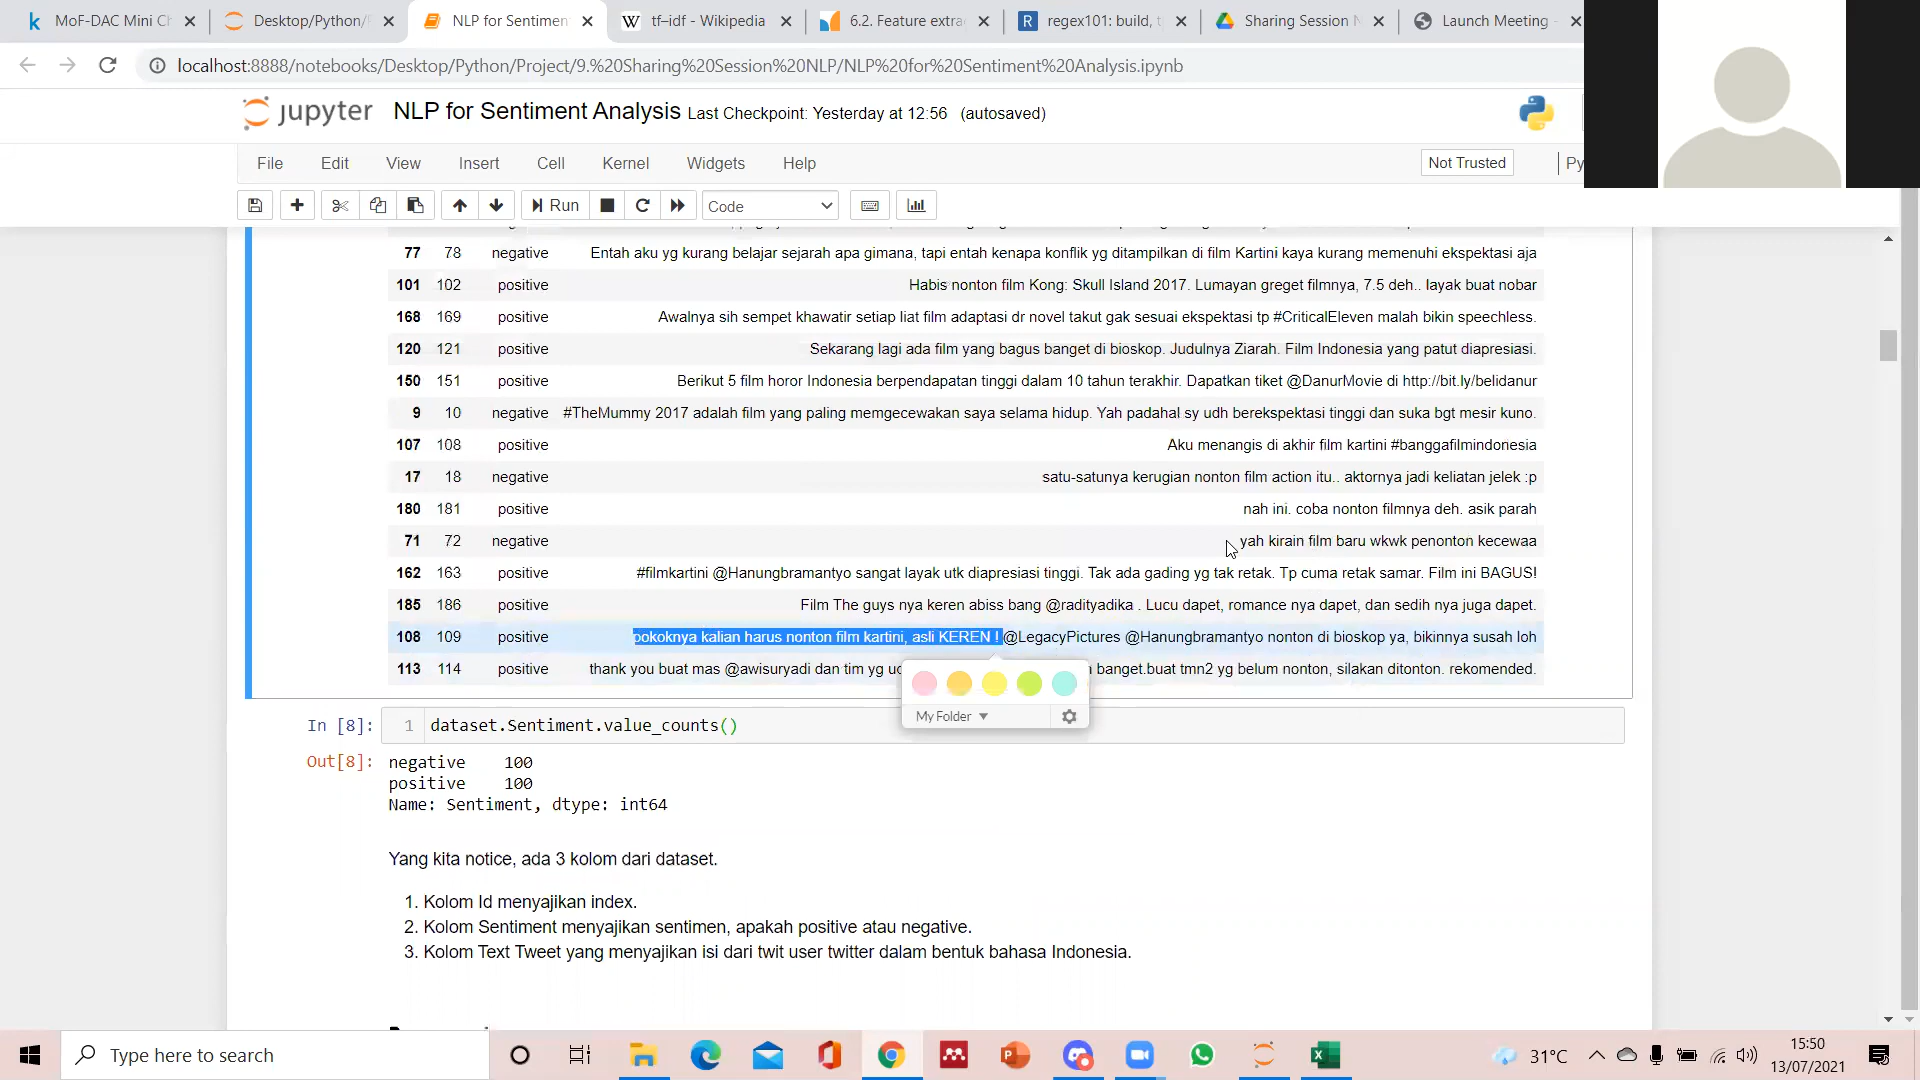 MoF-DAC Mini Ch
Desktop/Python/
NLP for Sentimen
tf–idf - Wikipedia
6.2. Feature extrac
regex101: build, t
Sharing Session N
Launch Meeting -
localhost:8888/notebooks/Desktop/Python/Project/9.%20Sharing%20Session%20NLP/NLP%20for%20Sentiment%20Analysis.ipynb
jupyter NLP for Sentiment Analysis Last Checkpoint: Yesterday at 12:56 (autosaved)
File Edit View Insert Cell Kernel Widgets Help Not Trusted Py
Run Code
77 78 negative Entah aku yg kurang belajar sejarah apa gimana, tapi entah kenapa konflik yg ditampilkan di film Kartini kaya kurang memenuhi ekspektasi aja
101 102 positive Habis nonton film Kong: Skull Island 2017. Lumayan greget filmnya, 7.5 deh.. layak buat nobar
168 169 positive Awalnya sih sempet khawatir setiap liat film adaptasi dr novel takut gak sesuai ekspektasi tp #CriticalEleven malah bikin speechless.
120 121 positive Sekarang lagi ada film yang bagus banget di bioskop. Judulnya Ziarah. Film Indonesia yang patut diapresiasi.
150 151 positive Berikut 5 film horor Indonesia berpendapatan tinggi dalam 10 tahun terakhir. Dapatkan tiket @DanurMovie di http://bit.ly/belidanur
9 10 negative #TheMummy 2017 adalah film yang paling memgecewakan saya selama hidup. Yah padahal sy udh berekspektasi tinggi dan suka bgt mesir kuno.
107 108 positive Aku menangis di akhir film kartini #banggafilmindonesia
17 18 negative satu-satunya kerugian nonton film action itu.. aktornya jadi keliatan jelek :p
180 181 positive nah ini. coba nonton filmnya deh. asik parah
71 72 negative yah kirain film baru wkwk penonton kecewaa
162 163 positive #filmkartini @Hanungbramantyo sangat layak utk diapresiasi tinggi. Tak ada gading yg tak retak. Tp cuma retak samar. Film ini BAGUS!
185 186 positive Film The guys nya keren abiss bang @radityadika . Lucu dapet, romance nya dapet, dan sedih nya juga dapet.
108 109 positive pokoknya kalian harus nonton film kartini, asli KEREN ! @LegacyPictures @Hanungbramantyo nonton di bioskop ya, bikinnya susah loh
113 114 positive thank you buat mas @awisuryadi dan tim yg banget.buat tmn2 yg belum nonton, silakan ditonton. rekomended.
My Folder
In [8]: 1 dataset.Sentiment.value_counts()
Out[8]: negative 100
positive 100
Name: Sentiment, dtype: int64
Yang kita notice, ada 3 kolom dari dataset.
1. Kolom Id menyajikan index.
2. Kolom Sentiment menyajikan sentimen, apakah positive atau negative.
3. Kolom Text Tweet yang menyajikan isi dari twit user twitter dalam bentuk bahasa Indonesia.
Type here to search
31°C
15:50
13/07/2021